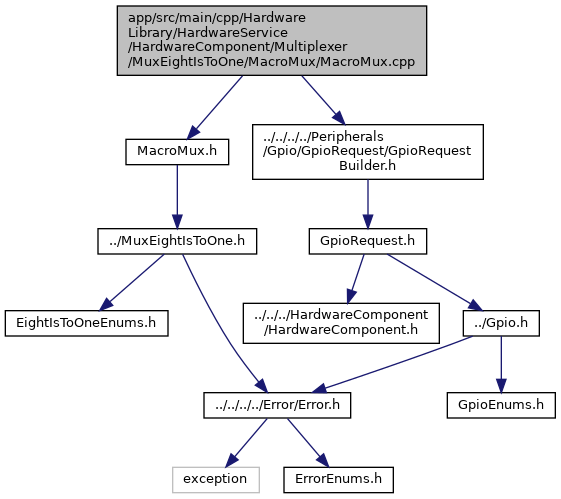 app/src/main/cpp/Hardware
Library/HardwareService
/HardwareComponent/Multiplexer
/MuxEightIsToOne/MacroMux/MacroMux.cpp
MacroMux.h
../../../../Peripherals
/Gpio/GpioRequest/GpioRequest
Builder.h
../MuxEightIsToOne.h
GpioRequest.h
EightIsToOneEnums.h
../../../HardwareComponent
/HardwareComponent.h
../Gpio.h
../../../../Error/Error.h
GpioEnums.h
exception
ErrorEnums.h